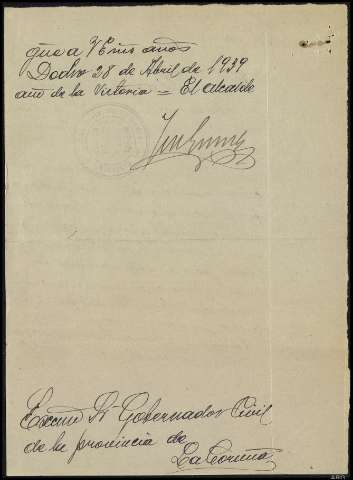 que a V E mis años
Dodro 28 de Abril de 1939
año de la Victoria = El alcalde
Excmo Sr Gobernador Civil
de la provincia de
La Coruña